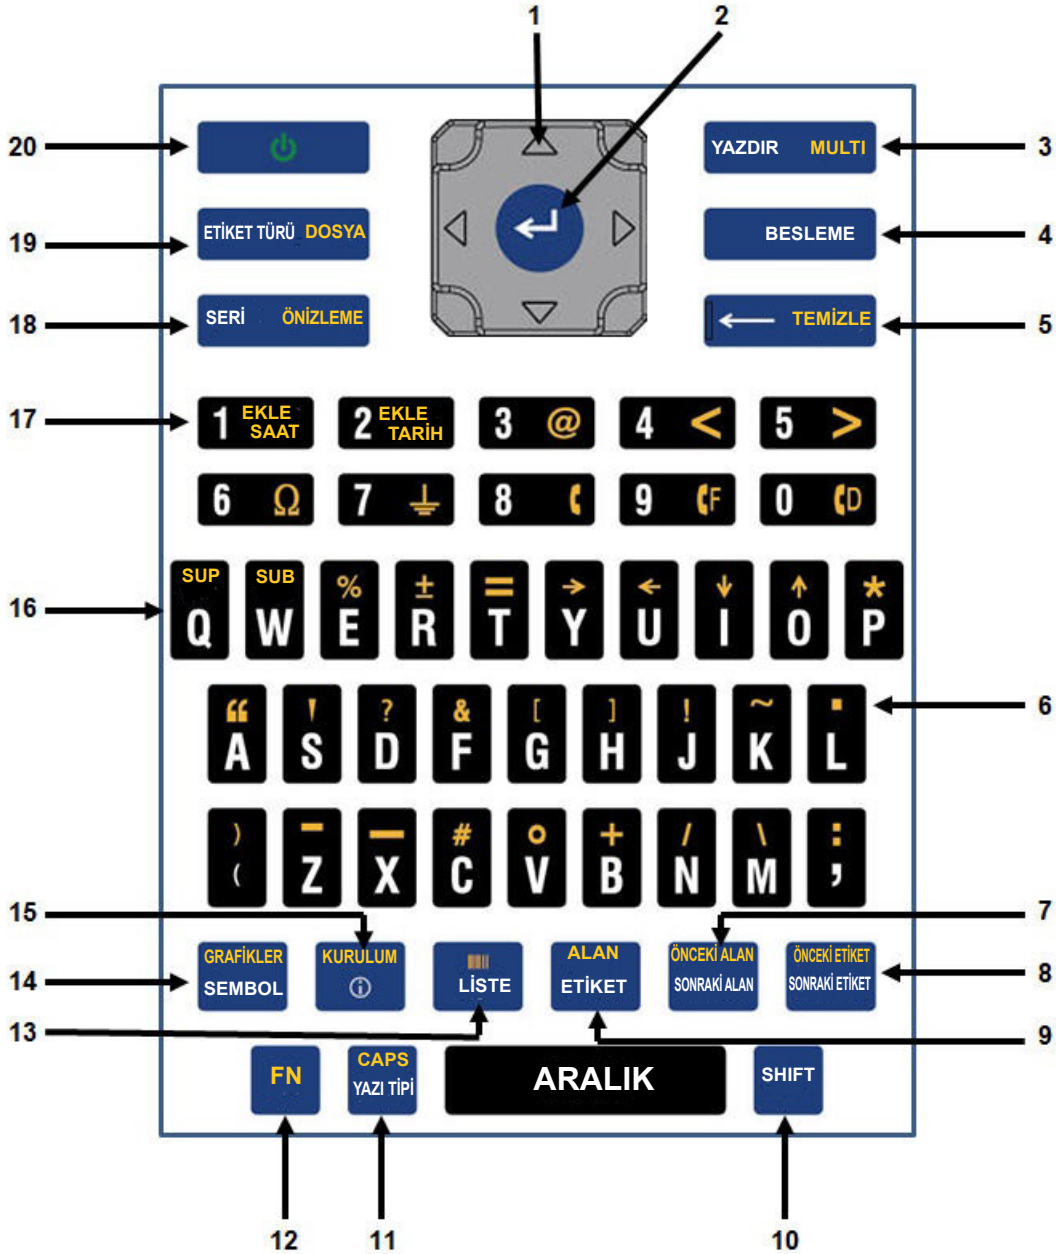 1 2
20 YAZDIR MULTI 3
19 ETİKET TÜRÜ DOSYA BESLEME 4
18 SERİ ÖNİZLEME ← TEMİZLE 5
17 1 EKLE SAAT 2 EKLE TARİH 3 @ 4 < 5 >
6 Ω 7 ⏚ 8 9 F 0 D
SUP SUB % ± = → ← ↓ ↑ *
16 Q W E R T Y U I O P
“ ' ? & [ ] ! ~ ▪ 6
A S D F G H J K L
) - — # ° + / \ :
( Z X C V B N M ,
15 7
GRAFİKLER KURULUM ALAN ÖNCEKİ ALAN ÖNCEKİ ETİKET
14 SEMBOL ⓘ LİSTE ETİKET SONRAKİ ALAN SONRAKİ ETİKET 8
13 9
FN CAPS ARALIK SHIFT
YAZI TİPİ
12 11 10